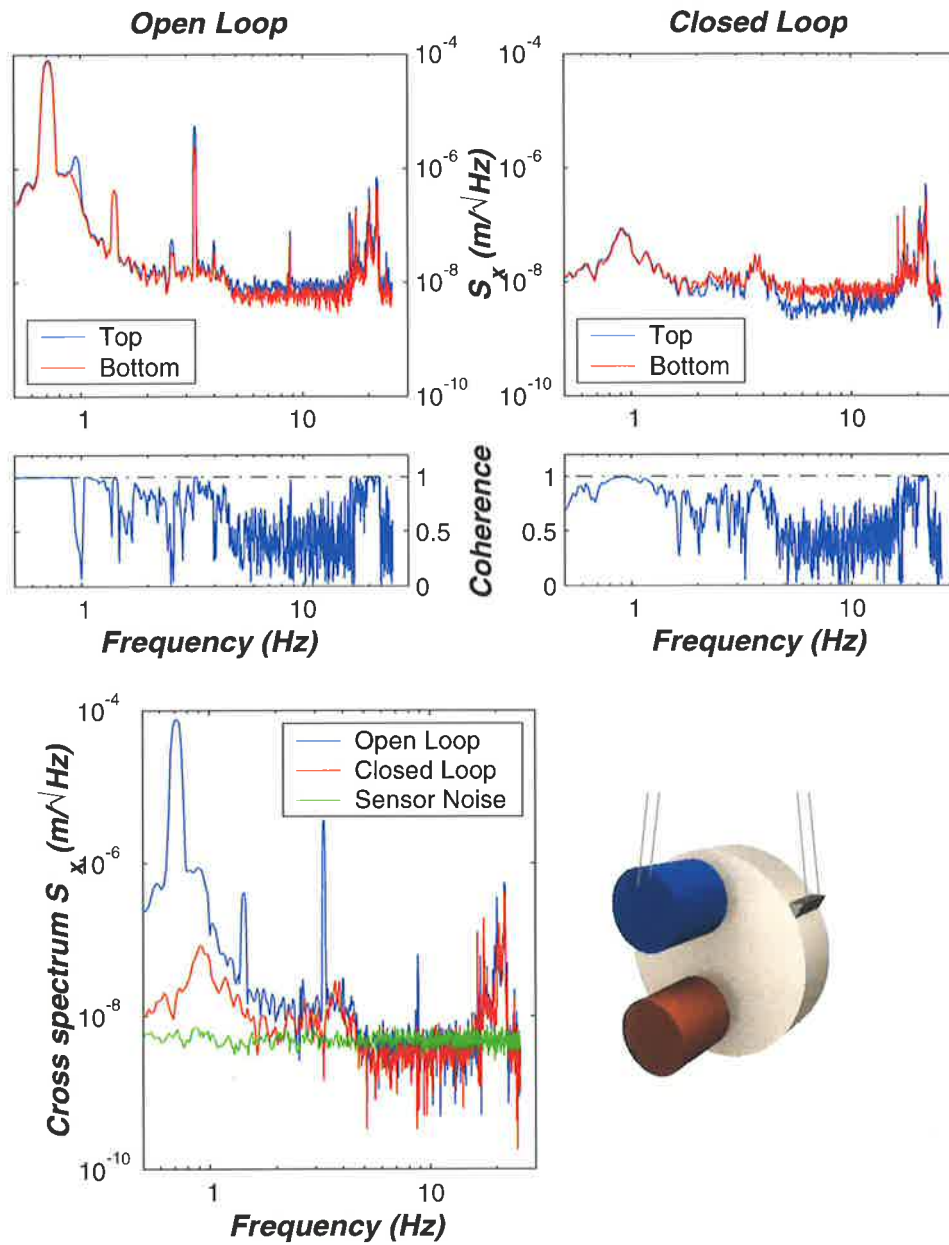 Open Loop
Closed Loop
10^-4
10^-6
10^-8
10^-10
S_x (m/√Hz)
10^-4
10^-6
10^-8
10^-10
Top
Bottom
Top
Bottom
1
10
1
10
1
0.5
0
Coherence
1
0.5
0
1
10
1
10
Frequency (Hz)
Frequency (Hz)
10^-4
10^-6
10^-8
10^-10
Cross spectrum S_x (m/√Hz)
Open Loop
Closed Loop
Sensor Noise
1
10
Frequency (Hz)